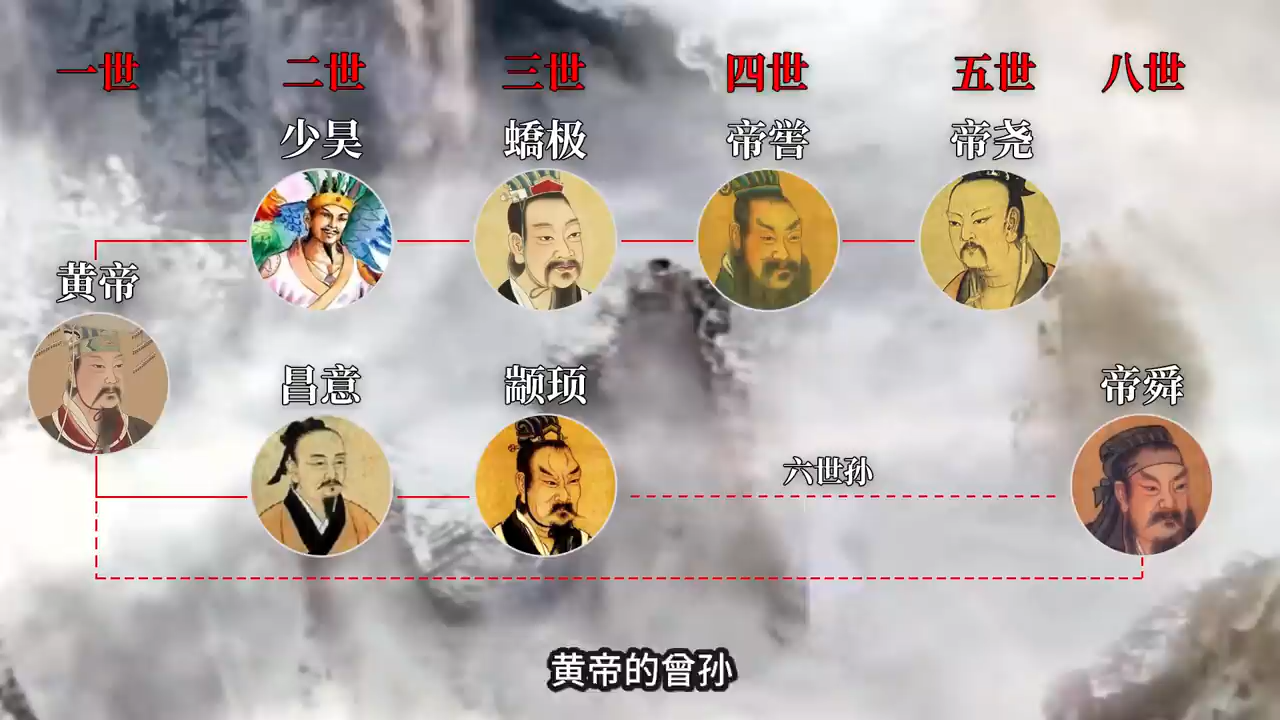 一世 二世 三世 四世 五世 八世
少昊 蟜极 帝喾 帝尧
黄帝
昌意 颛顼 帝舜
六世孙
黄帝的曾孙